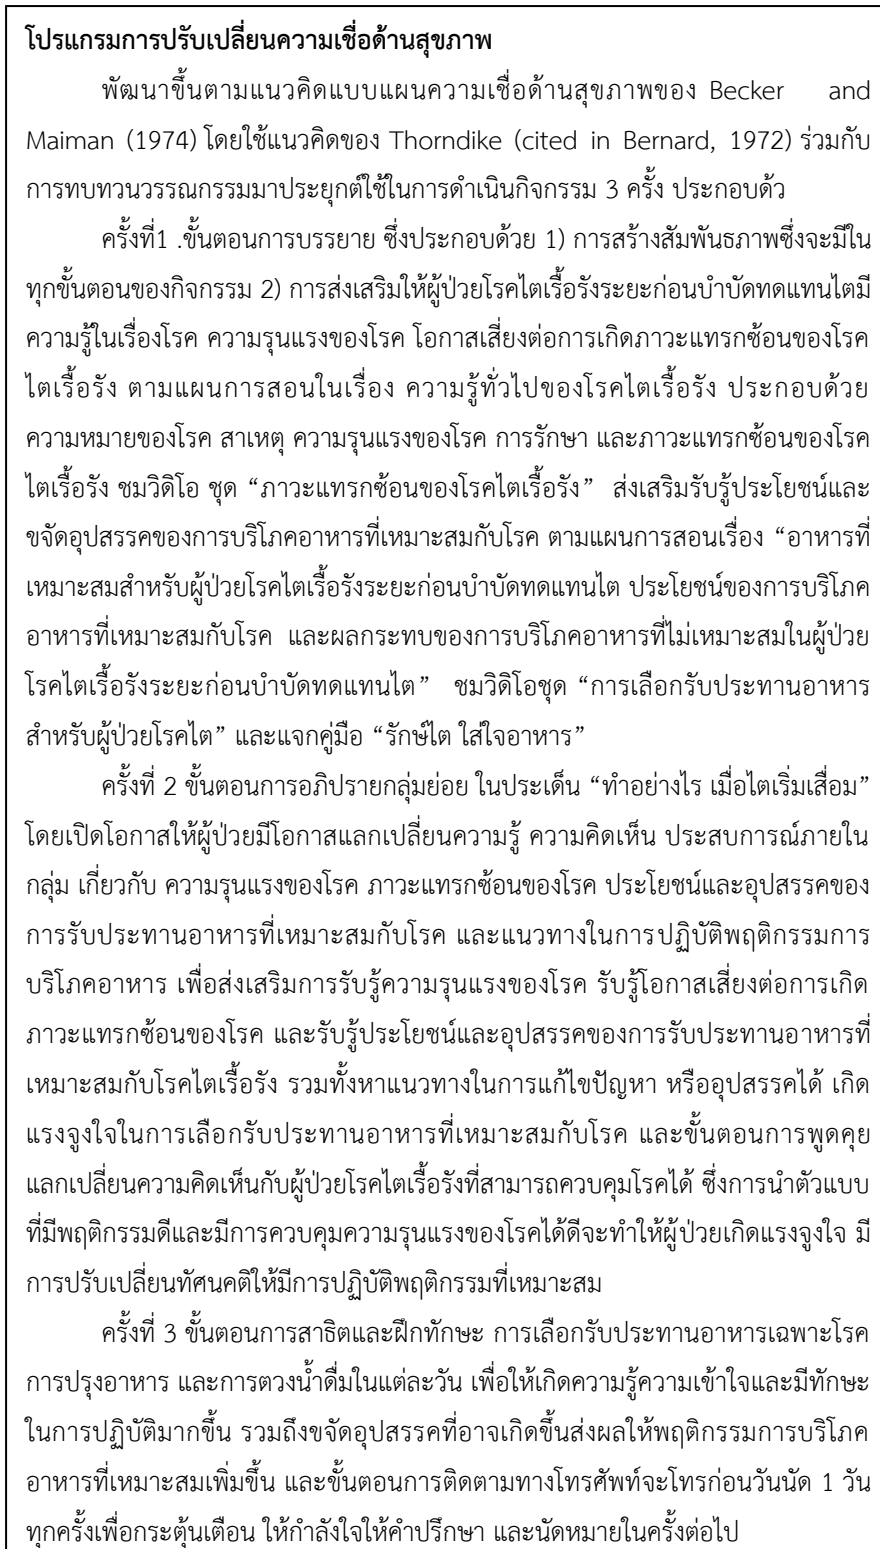 โปรแกรมการปรับเปลี่ยนความเชื่อด้านสุขภาพ
พัฒนาขึ้นตามแนวคิดแบบแผนความเชื่อด้านสุขภาพของ Becker and
Maiman (1974) โดยใช้แนวคิดของ Thorndike (cited in Bernard, 1972) ร่วมกับ
การทบทวนวรรณกรรมมาประยุกต์ใช้ในการดำเนินกิจกรรม 3 ครั้ง ประกอบด้ว
ครั้งที่1 .ขั้นตอนการบรรยาย ซึ่งประกอบด้วย 1) การสร้างสัมพันธภาพซึ่งจะมีใน
ทุกขั้นตอนของกิจกรรม 2) การส่งเสริมให้ผู้ป่วยโรคไตเรื้อรังระยะก่อนบำบัดทดแทนไตมี
ความรู้ในเรื่องโรค ความรุนแรงของโรค โอกาสเสี่ยงต่อการเกิดภาวะแทรกซ้อนของโรค
ไตเรื้อรัง ตามแผนการสอนในเรื่อง ความรู้ทั่วไปของโรคไตเรื้อรัง ประกอบด้วย
ความหมายของโรค สาเหตุ ความรุนแรงของโรค การรักษา และภาวะแทรกซ้อนของโรค
ไตเรื้อรัง ชมวิดิโอ ชุด “ภาวะแทรกซ้อนของโรคไตเรื้อรัง” ส่งเสริมรับรู้ประโยชน์และ
ขจัดอุปสรรคของการบริโภคอาหารที่เหมาะสมกับโรค ตามแผนการสอนเรื่อง “อาหารที่
เหมาะสมสำหรับผู้ป่วยโรคไตเรื้อรังระยะก่อนบำบัดทดแทนไต ประโยชน์ของการบริโภค
อาหารที่เหมาะสมกับโรค และผลกระทบของการบริโภคอาหารที่ไม่เหมาะสมในผู้ป่วย
โรคไตเรื้อรังระยะก่อนบำบัดทดแทนไต” ชมวิดิโอชุด “การเลือกรับประทานอาหาร
สำหรับผู้ป่วยโรคไต” และแจกคู่มือ “รักษ์ไต ใส่ใจอาหาร”
ครั้งที่ 2 ขั้นตอนการอภิปรายกลุ่มย่อย ในประเด็น “ทำอย่างไร เมื่อไตเริ่มเสื่อม”
โดยเปิดโอกาสให้ผู้ป่วยมีโอกาสแลกเปลี่ยนความรู้ ความคิดเห็น ประสบการณ์ภายใน
กลุ่ม เกี่ยวกับ ความรุนแรงของโรค ภาวะแทรกซ้อนของโรค ประโยชน์และอุปสรรคของ
การรับประทานอาหารที่เหมาะสมกับโรค และแนวทางในการปฏิบัติพฤติกรรมการ
บริโภคอาหาร เพื่อส่งเสริมการรับรู้ความรุนแรงของโรค รับรู้โอกาสเสี่ยงต่อการเกิด
ภาวะแทรกซ้อนของโรค และรับรู้ประโยชน์และอุปสรรคของการรับประทานอาหารที่
เหมาะสมกับโรคไตเรื้อรัง รวมทั้งหาแนวทางในการแก้ไขปัญหา หรืออุปสรรคได้ เกิด
แรงจูงใจในการเลือกรับประทานอาหารที่เหมาะสมกับโรค และขั้นตอนการพูดคุย
แลกเปลี่ยนความคิดเห็นกับผู้ป่วยโรคไตเรื้อรังที่สามารถควบคุมโรคได้ ซึ่งการนำตัวแบบ
ที่มีพฤติกรรมดีและมีการควบคุมความรุนแรงของโรคได้ดีจะทำให้ผู้ป่วยเกิดแรงจูงใจ มี
การปรับเปลี่ยนทัศนคติให้มีการปฏิบัติพฤติกรรมที่เหมาะสม
ครั้งที่ 3 ขั้นตอนการสาธิตและฝึกทักษะ การเลือกรับประทานอาหารเฉพาะโรค
การปรุงอาหาร และการตวงน้ำดื่มในแต่ละวัน เพื่อให้เกิดความรู้ความเข้าใจและมีทักษะ
ในการปฏิบัติมากขึ้น รวมถึงขจัดอุปสรรคที่อาจเกิดขึ้นส่งผลให้พฤติกรรมการบริโภค
อาหารที่เหมาะสมเพิ่มขึ้น และขั้นตอนการติดตามทางโทรศัพท์จะโทรก่อนวันนัด 1 วัน
ทุกครั้งเพื่อกระตุ้นเตือน ให้กำลังใจให้คำปรึกษา และนัดหมายในครั้งต่อไป